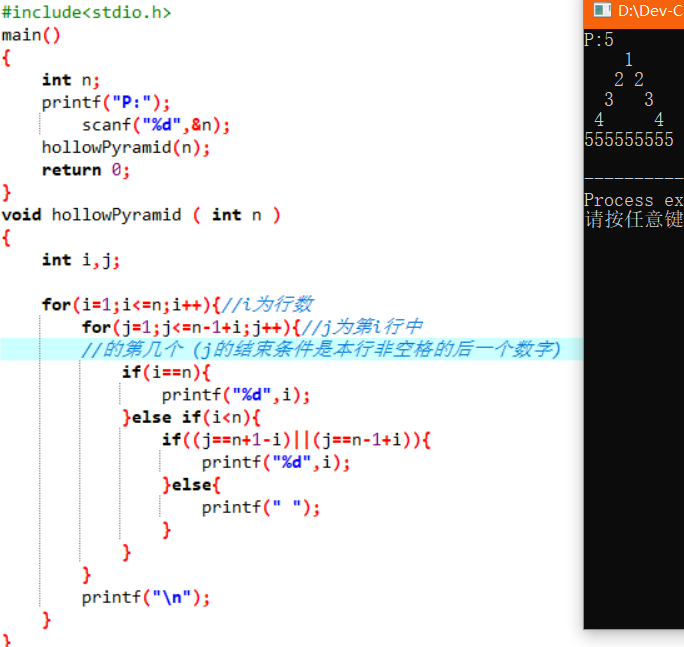 #include<stdio.h>
main()
{
    int n;
    printf("P:");
        scanf("%d",&n);
    hollowPyramid(n);
    return 0;
}
void hollowPyramid ( int n )
{
    int i,j;
    for(i=1;i<=n;i++){//i为行数
        for(j=1;j<=n-1+i;j++){//j为第i行中
        //的第几个（j的结束条件是本行非空格的后一个数字）
            if(i==n){
                printf("%d",i);
            }else if(i<n){
                if((j==n+1-i)||(j==n-1+i)){
                    printf("%d",i);
                }else{
                    printf(" ");
                }
            }
        }
        printf("\n");
    }
}
D:\Dev-C
P:5
    1
   2 2
  3   3
 4     4
555555555
----------
Process ex
请按任意键